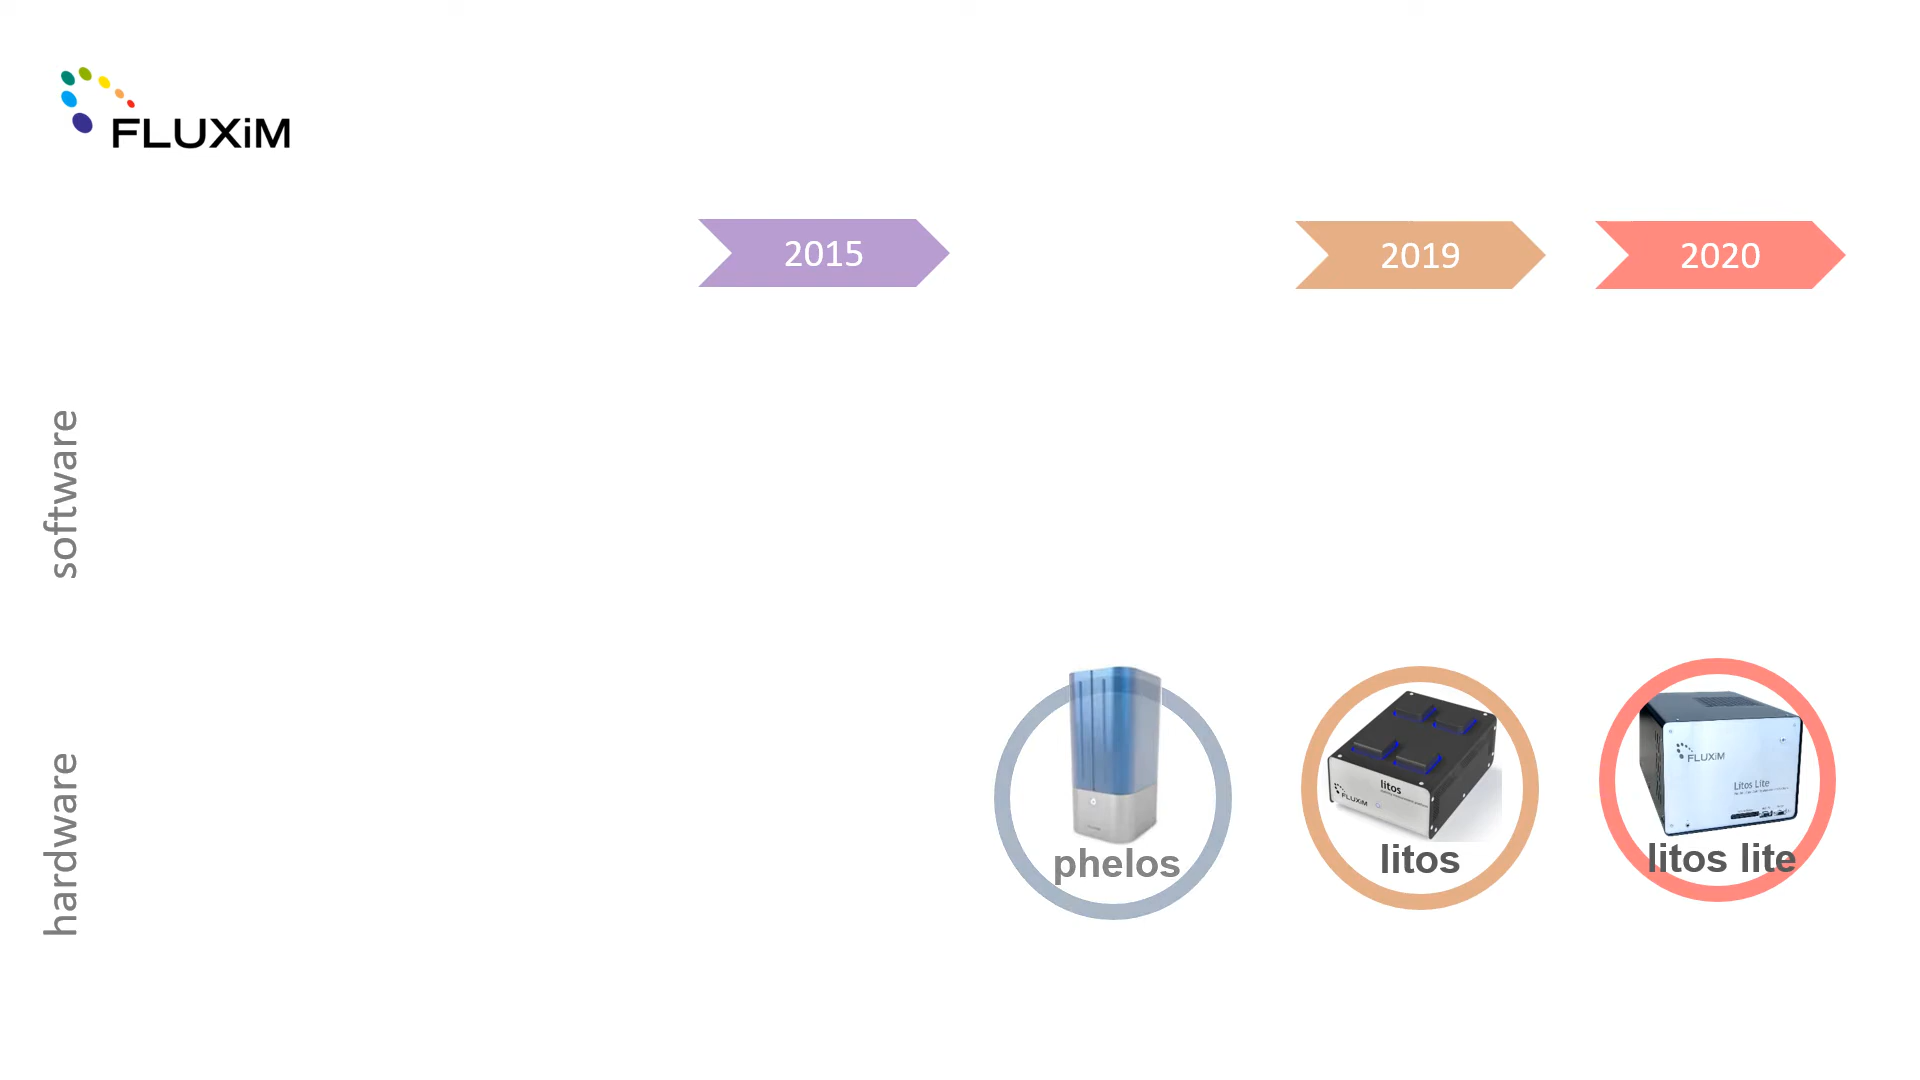 FLUXiM
2015
2019
2020
software
hardware
phelos
litos
FLUXiM
litos
FLUXiM
Litos Lite
litos lite